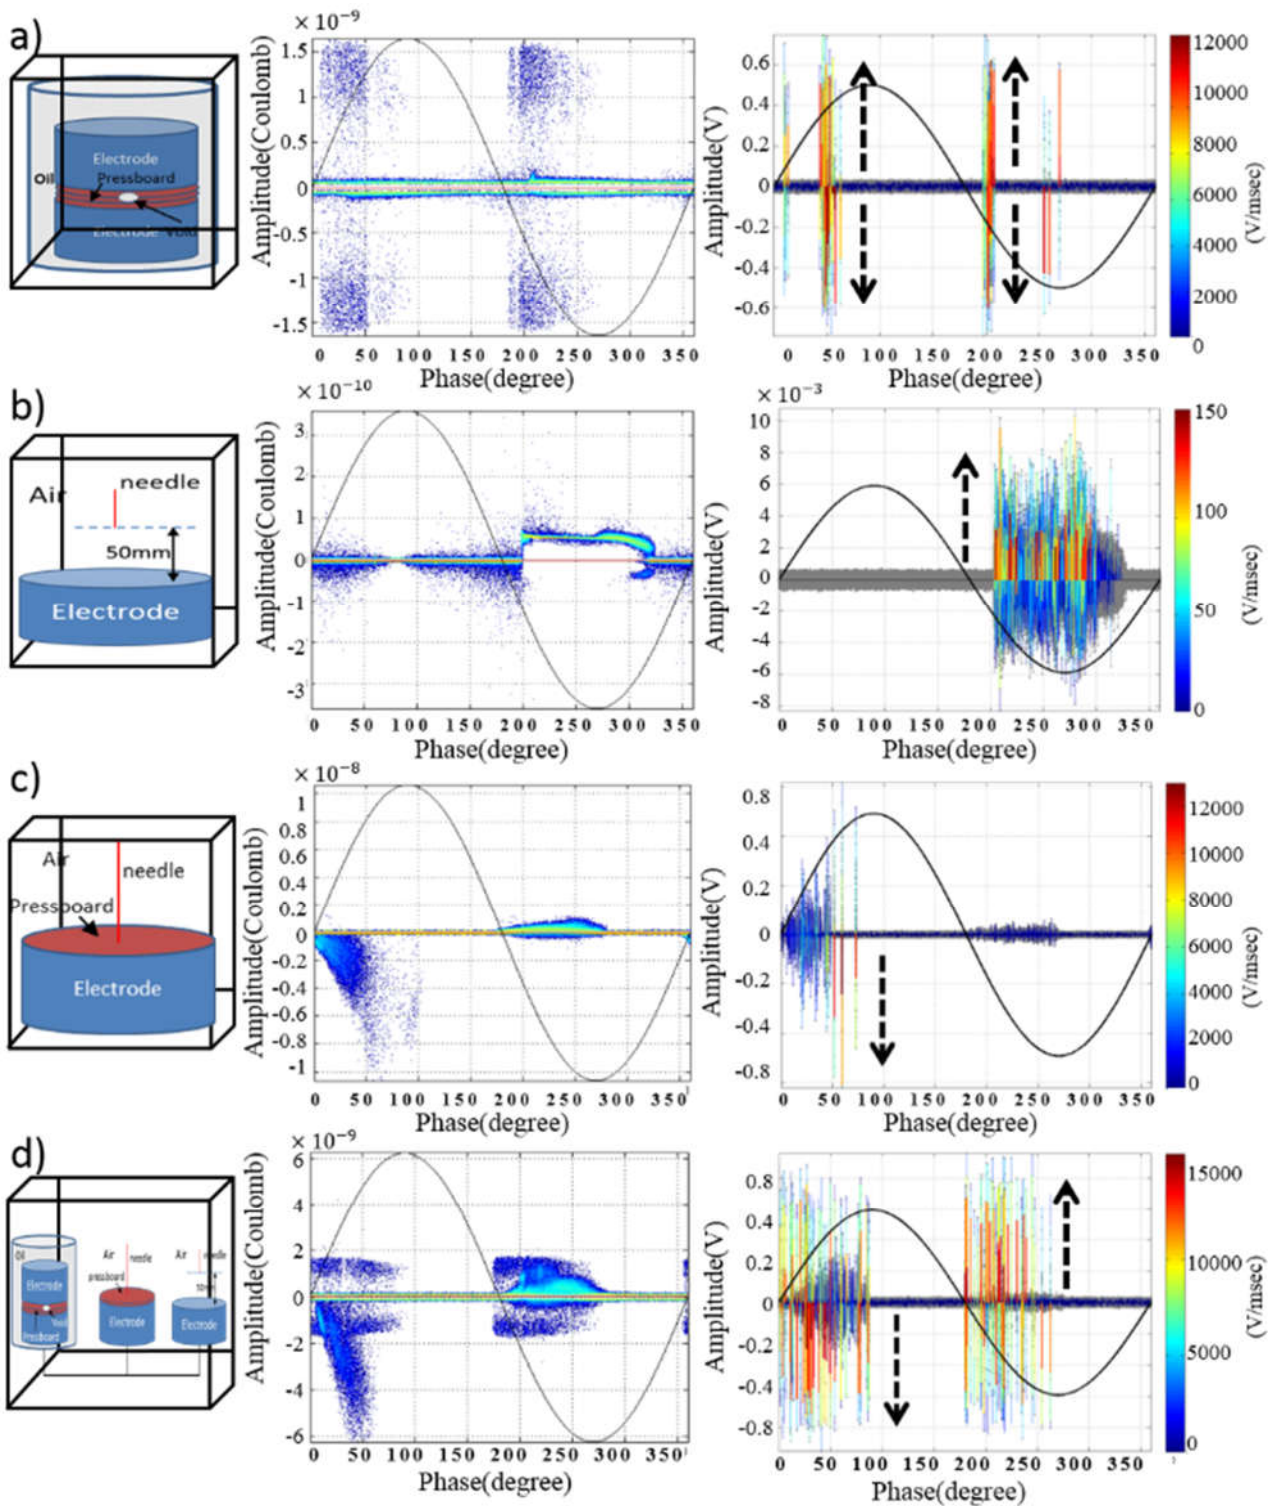 a)
Oil
Electrode
Pressboard
Electrode
Void
× 10⁻⁹
Amplitude(Coulomb)
1.5
1
0.5
0
-0.5
-1
-1.5
0 50 100 150 200 250 300 350
Phase(degree)
Amplitude(V)
0.6
0.4
0.2
0
-0.2
-0.4
-0.6
0 50 100 150 200 250 300 350
Phase(degree)
12000
10000
8000
6000
4000
2000
0
(V/msec)
b)
Air
needle
50mm
Electrode
× 10⁻¹⁰
Amplitude(Coulomb)
3
2
1
0
-1
-2
-3
0 50 100 150 200 250 300 350
Phase(degree)
× 10⁻³
Amplitude(V)
10
8
6
4
2
0
-2
-4
-6
-8
0 50 100 150 200 250 300 350
Phase(degree)
150
100
50
0
(V/msec)
c)
Air
needle
Pressboard
Electrode
× 10⁻⁸
Amplitude(Coulomb)
1
0.8
0.6
0.4
0.2
0
-0.2
-0.4
-0.6
-0.8
-1
0 50 100 150 200 250 300 350
Phase(degree)
Amplitude(V)
0.8
0.4
0.2
0
-0.2
-0.4
-0.8
0 50 100 150 200 250 300 350
Phase(degree)
12000
10000
8000
6000
4000
2000
0
(V/msec)
d)
Oil
Electrode
Void
Pressboard
Air
needle
pressboard
Electrode
Air
needle
50mm
Electrode
× 10⁻⁹
Amplitude(Coulomb)
6
4
2
0
-2
-4
-6
0 50 100 150 200 250 300 350
Phase(degree)
Amplitude(V)
0.8
0.4
0.2
0
-0.2
-0.4
-0.8
0 50 100 150 200 250 300 350
Phase(degree)
15000
10000
5000
0
(V/msec)